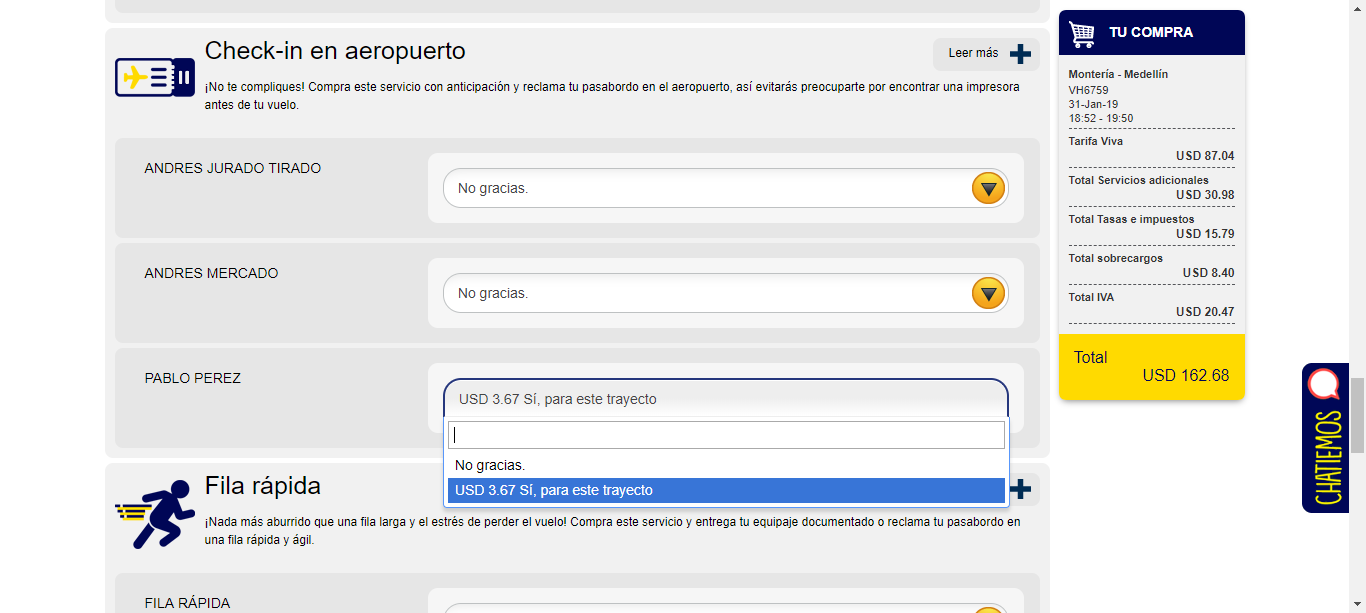 Check-in en aeropuerto
Leer más
¡No te compliques! Compra este servicio con anticipación y reclama tu pasabordo en el aeropuerto, así evitarás preocuparte por encontrar una impresora
antes de tu vuelo.
ANDRES JURADO TIRADO
No gracias.
ANDRES MERCADO
No gracias.
PABLO PEREZ
USD 3.67 Sí, para este trayecto
No gracias.
USD 3.67 Sí, para este trayecto
Fila rápida
¡Nada más aburrido que una fila larga y el estrés de perder el vuelo! Compra este servicio y entrega tu equipaje documentado o reclama tu pasabordo en
una fila rápida y ágil.
FILA RÁPIDA
TU COMPRA
Montería - Medellín
VH6759
31-Jan-19
18:52 - 19:50
Tarifa Viva
USD 87.04
Total Servicios adicionales
USD 30.98
Total Tasas e impuestos
USD 15.79
Total sobrecargos
USD 8.40
Total IVA
USD 20.47
Total
USD 162.68
CHATIEMOS